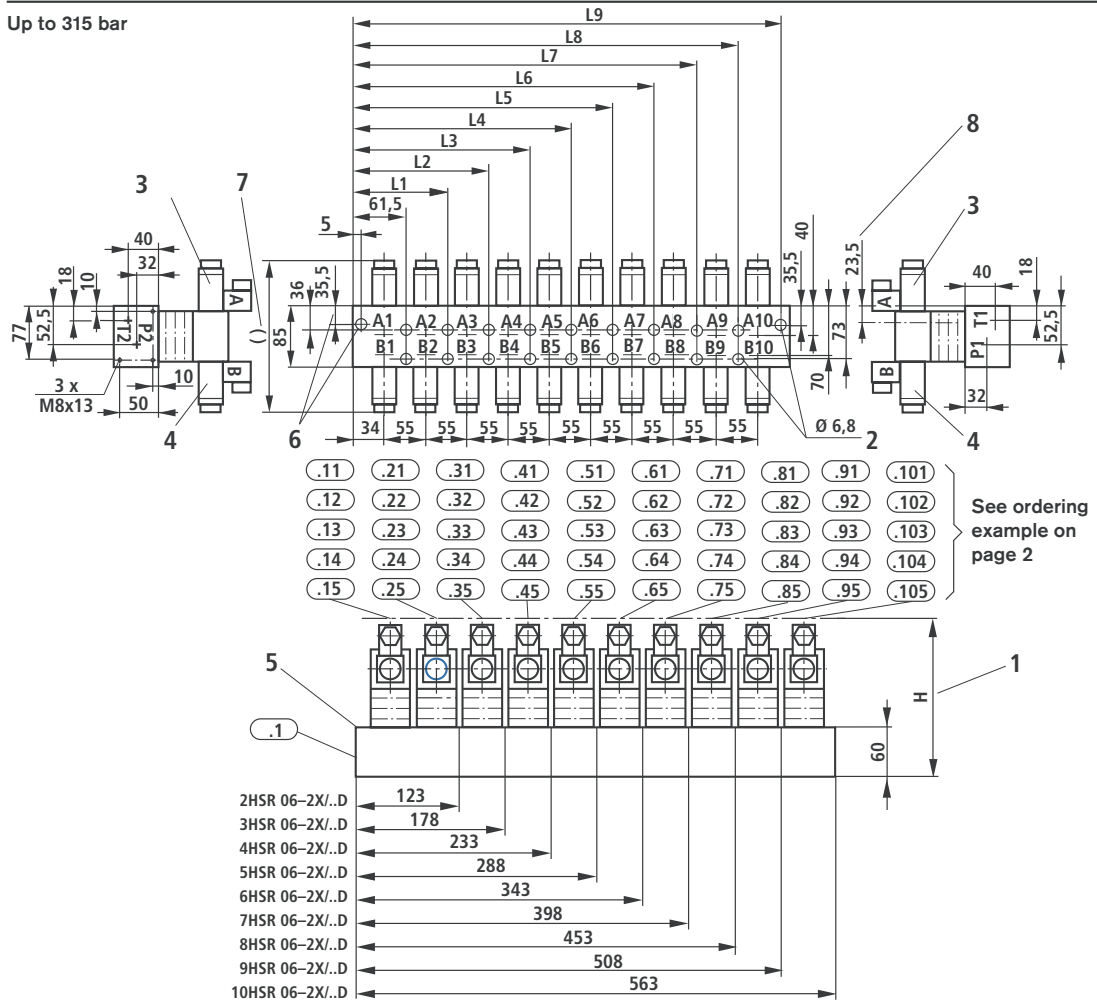 Up to 315 bar
L9
L8
L7
L6
L5
L4
L3
L2
L1
61,5
5
8
3
7
3
40
32
18
10
77
52,5
T2
P2
A
B
10
3 x
M8x13
50
4
36
35,5
( )
85
A1 A2 A3 A4 A5 A6 A7 A8 A9 A10
B1 B2 B3 B4 B5 B6 B7 B8 B9 B10
35,5
40
73
70
23,5
A
B
40
18
T1
P1
52,5
32
4
6
34 55 55 55 55 55 55 55 55 55
Ø 6,8
2
.11 .21 .31 .41 .51 .61 .71 .81 .91 .101
.12 .22 .32 .42 .52 .62 .72 .82 .92 .102
.13 .23 .33 .43 .53 .63 .73 .83 .93 .103
.14 .24 .34 .44 .54 .64 .74 .84 .94 .104
.15 .25 .35 .45 .55 .65 .75 .85 .95 .105
See ordering
example on
page 2
5
1
H
.1
60
2HSR 06–2X/..D 123
3HSR 06–2X/..D 178
4HSR 06–2X/..D 233
5HSR 06–2X/..D 288
6HSR 06–2X/..D 343
7HSR 06–2X/..D 398
8HSR 06–2X/..D 453
9HSR 06–2X/..D 508
10HSR 06–2X/..D 563